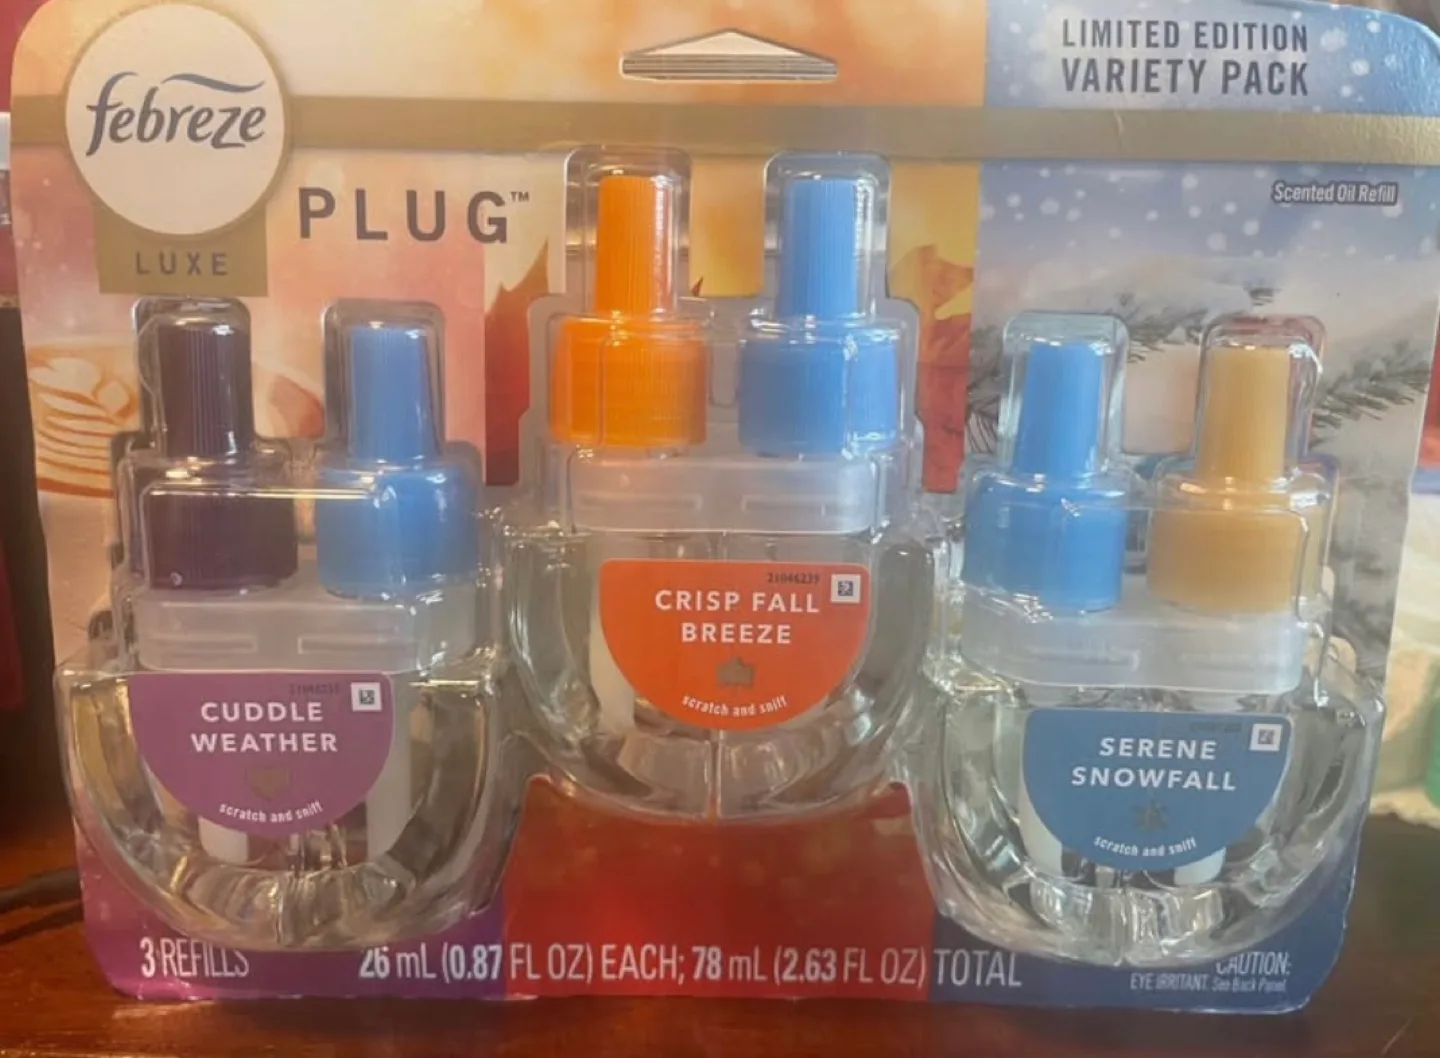 febreze
LUXE
PLUG™
LIMITED EDITION
VARIETY PACK
Scented Oil Refill
CUDDLE
WEATHER
scratch and sniff
21046239
CRISP FALL
BREEZE
scratch and sniff
SERENE
SNOWFALL
scratch and sniff
3 REFILLS
26 mL (0.87 FL OZ) EACH; 78 mL (2.63 FL OZ) TOTAL
CAUTION:
EYE IRRITANT. See Back Panel.